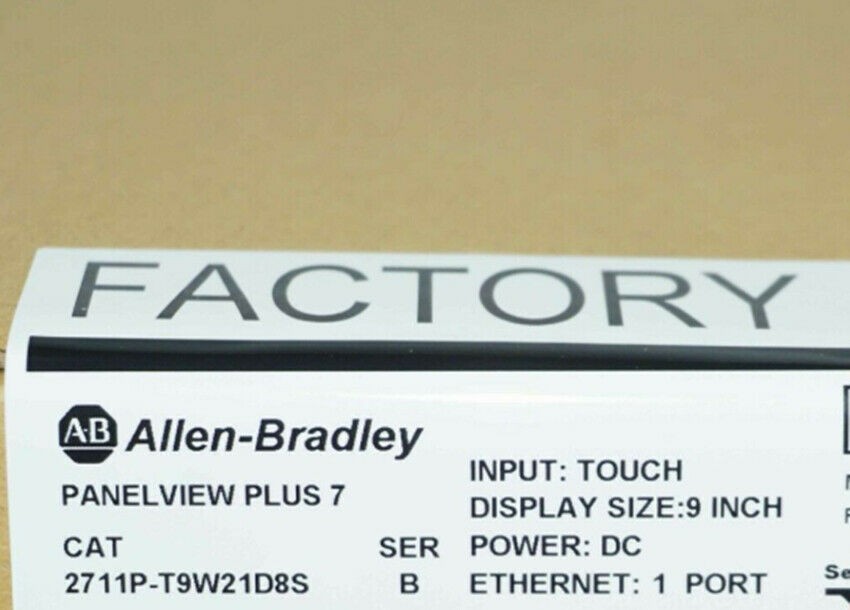 FACTORY
A-B Allen-Bradley
PANELVIEW PLUS 7
CAT SER
2711P-T9W21D8S B
INPUT: TOUCH
DISPLAY SIZE:9 INCH
POWER: DC
ETHERNET: 1 PORT